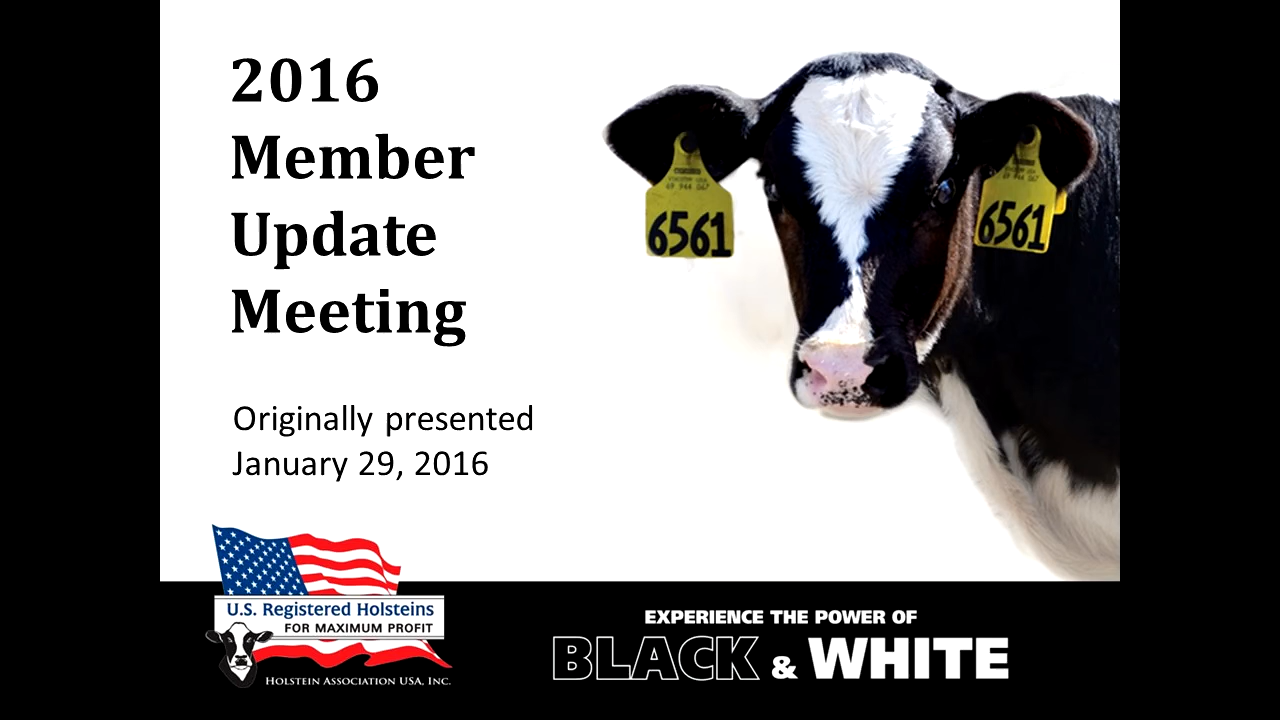 2016
Member
Update
Meeting
Originally presented
January 29, 2016
6561
6561
U.S. Registered Holsteins
FOR MAXIMUM PROFIT
HOLSTEIN ASSOCIATION USA, INC.
EXPERIENCE THE POWER OF
BLACK & WHITE